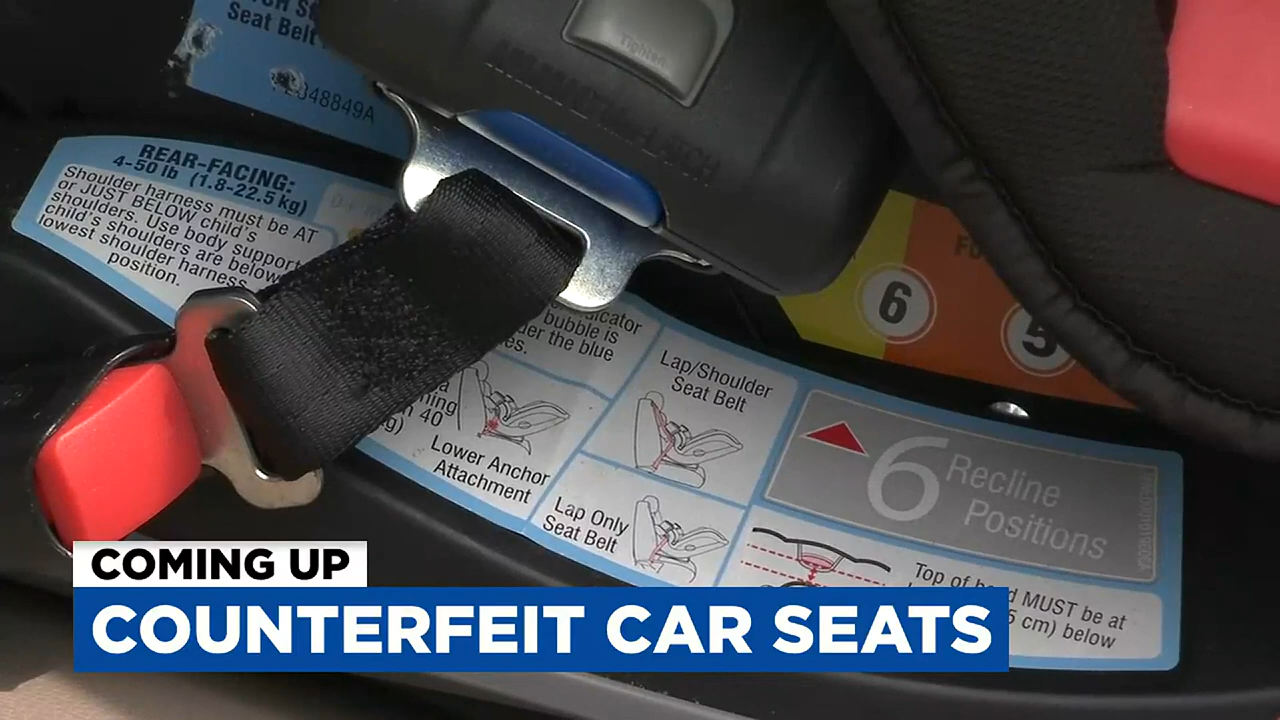 Seat Belt
Tighten
REAR-FACING:
4-50 lb (1.8-22.5 kg)
Shoulder harness must be AT
or JUST BELOW child's
shoulders. Use body support
child's shoulders are below
lowest shoulder harness
position.
bubble is
the blue
40
Lower Anchor
Attachment
Lap/Shoulder
Seat Belt
Lap Only
Seat Belt
6
5
6 Recline
Positions
Top of MUST be at
cm) below
COMING UP
COUNTERFEIT CAR SEATS